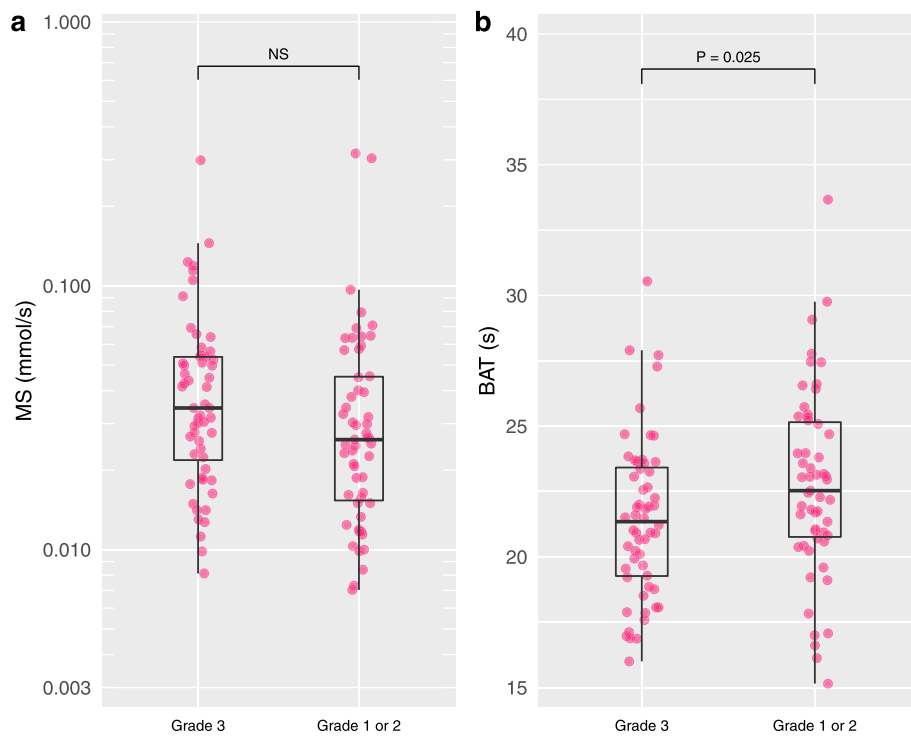 a
1.000
0.100
0.010
0.003
MS (mmol/s)
NS
Grade 3
Grade 1 or 2
b
40
35
30
25
20
15
BAT (s)
P = 0.025
Grade 3
Grade 1 or 2